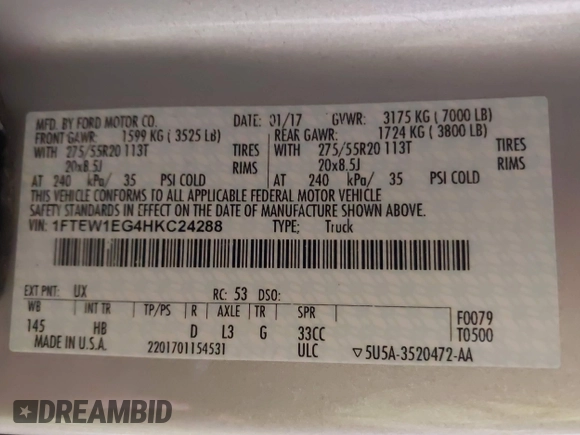 MFD. BY FORD MOTOR CO. DATE: 01/17 GVWR: 3175 KG ( 7000 LB)
FRONT GAWR: 1599 KG ( 3525 LB) REAR GAWR: 1724 KG ( 3800 LB)
WITH 275/55R20 113T TIRES WITH 275/55R20 113T TIRES
20x8.5J RIMS 20x8.5J RIMS
AT 240 kPa/ 35 PSI COLD AT 240 kPa/ 35 PSI COLD
THIS VEHICLE CONFORMS TO ALL APPLICABLE FEDERAL MOTOR VEHICLE
SAFETY STANDARDS IN EFFECT ON THE DATE OF MANUFACTURE SHOWN ABOVE.
VIN: 1FTEW1EG4HKC24288 TYPE: Truck
EXT PNT: UX RC: 53 DSO:
WB INT TR TP/PS R AXLE TR SPR F0079
145 HB D L3 G 33CC T0500
MADE IN U.S.A. 2201701154531 ULC ▽5U5A-3520472-AA
DREAMBID